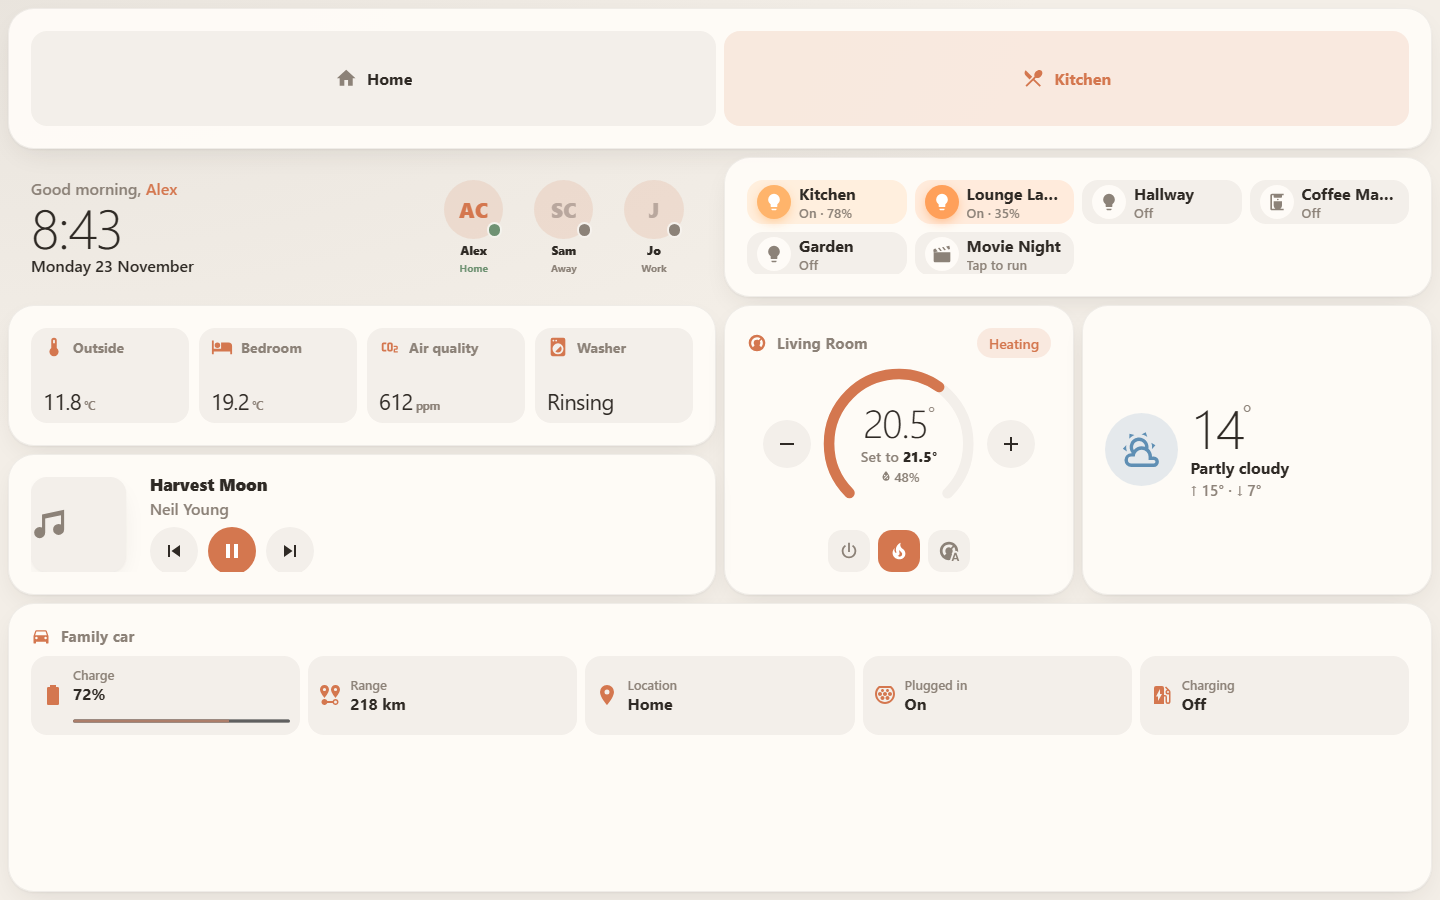 Home
Kitchen
Good morning, Alex
8:43
Monday 23 November
AC
SC
J
Alex
Sam
Jo
Home
Away
Work
Kitchen
On · 78%
Lounge La...
On · 35%
Hallway
Off
Coffee Ma...
Off
Garden
Off
Movie Night
Tap to run
Outside
11.8 °C
Bedroom
19.2 °C
CO2
Air quality
612 ppm
Washer
Rinsing
Harvest Moon
Neil Young
Living Room
Heating
20.5°
Set to 21.5°
48%
A
14°
Partly cloudy
↑ 15° · ↓ 7°
Family car
Charge
72%
Range
218 km
Location
Home
Plugged in
On
Charging
Off